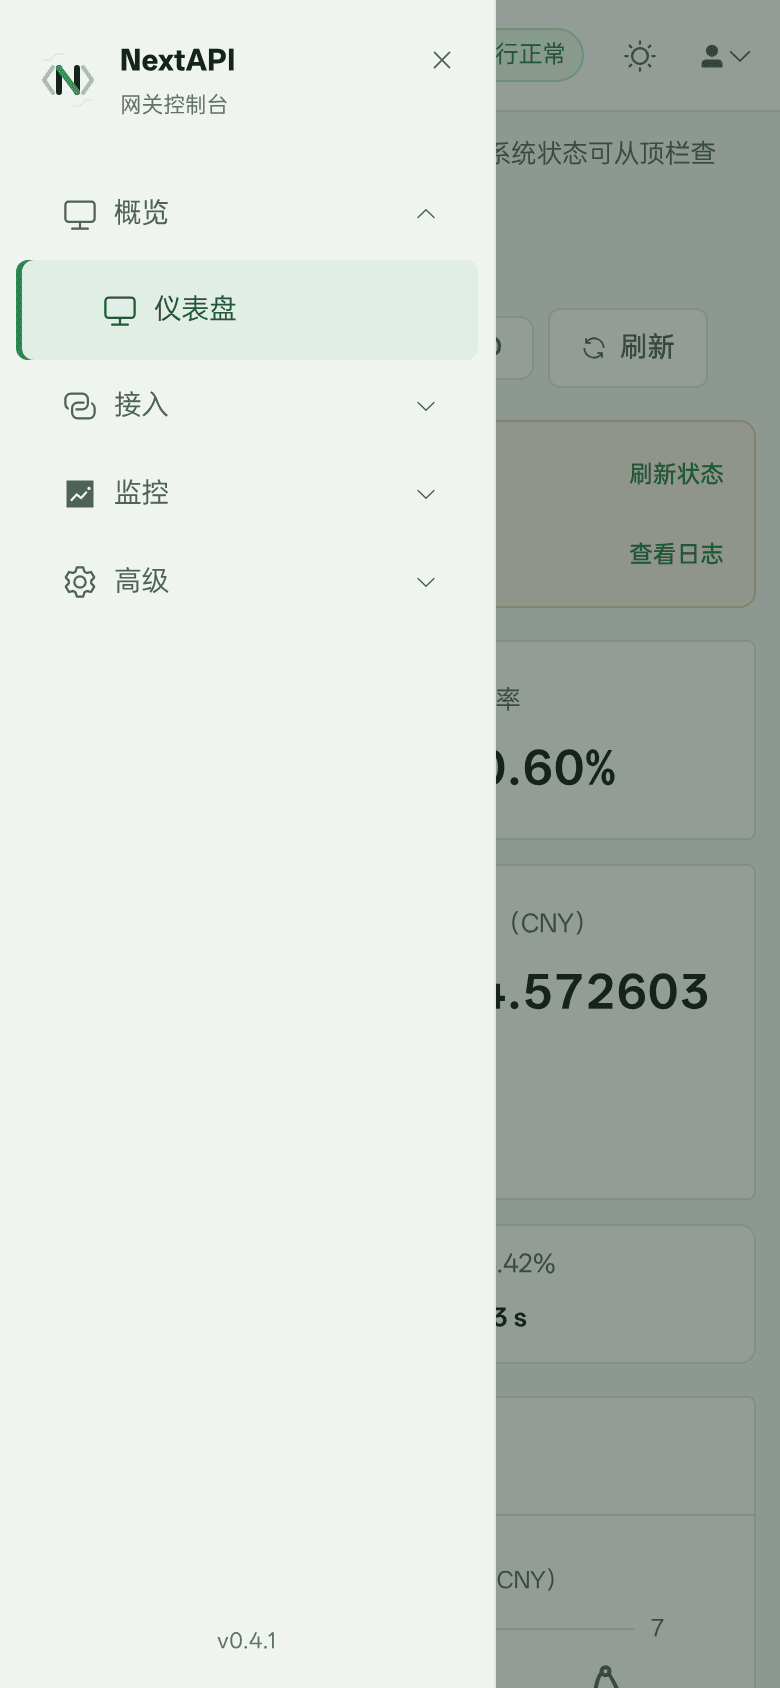 NextAPI
网关控制台
概览
仪表盘
接入
监控
高级
v0.4.1
行正常
系统状态可从顶栏查
刷新
刷新状态
查看日志
率
.60%
(CNY)
.572603
.42%
3 s
CNY)
7